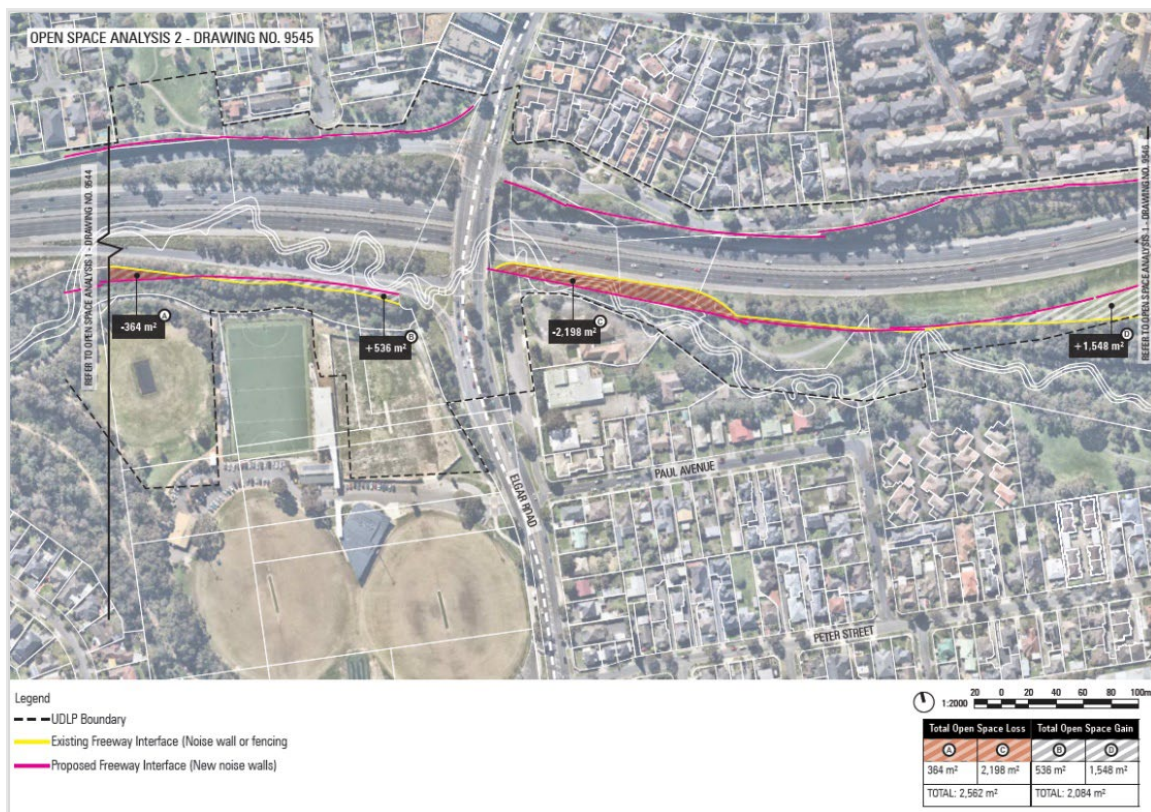 OPEN SPACE ANALYSIS 2 - DRAWING NO. 9545
REFER TO OPEN SPACE ANALYSIS 1 - DRAWING NO. 9544
-364 m² A
+536 m² B
-2,198 m² C
+1,548 m² D
REFER TO OPEN SPACE ANALYSIS 1 - DRAWING NO. 9546
ELGAR ROAD
PAUL AVENUE
PETER STREET
Legend
UDLP Boundary
Existing Freeway Interface (Noise wall or fencing
Proposed Freeway Interface (New noise walls)
1:2000
20 0 20 40 60 80 100m
Total Open Space Loss Total Open Space Gain
A C B D
364 m² 2,198 m² 536 m² 1,548 m²
TOTAL: 2,562 m² TOTAL: 2,084 m²